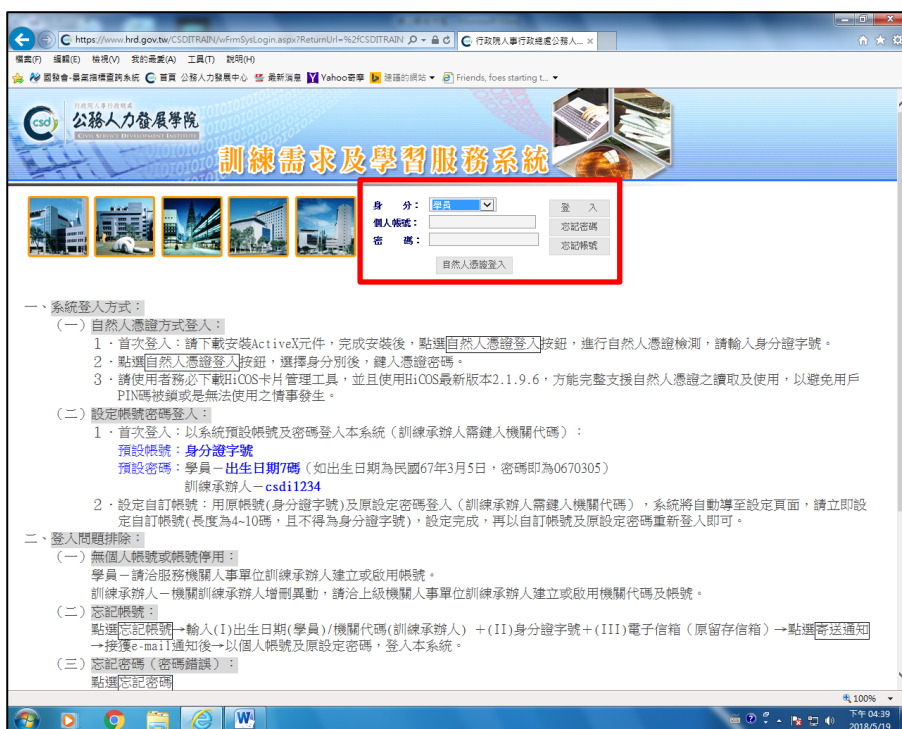 https://www.hrd.gov.tw/CSDITRAIN/wFrmSysLogin.aspx?ReturnUrl=%2fCSDITRAIN
行政院人事行政總處公務人... ×
檔案(F) 編輯(E) 檢視(V) 我的最愛(A) 工具(T) 說明(H)
國發會-景氣指標查詢系統 首頁 公務人力發展中心 最新消息 Yahoo奇摩 建議的網站 Friends, foes starting t...
行政院人事行政總處
csdi 公務人力發展學院
CIVIL SERVICE DEVELOPMENT INSTITUTE
訓練需求及學習服務系統
身 分： 學員 登 入
個人帳號： 忘記密碼
密 碼： 忘記帳號
自然人憑證登入
一、系統登入方式：
（一）自然人憑證方式登入：
1．首次登入：請下載安裝ActiveX元件，完成安裝後，點選自然人憑證登入按鈕，進行自然人憑證檢測，請輸入身分證字號。
2．點選自然人憑證登入按鈕，選擇身分別後，鍵入憑證密碼。
3．請使用者務必下載HiCOS卡片管理工具，並且使用HiCOS最新版本2.1.9.6，方能完整支援自然人憑證之讀取及使用，以避免用戶
PIN碼被鎖或是無法使用之情事發生。
（二）設定帳號密碼登入：
1．首次登入：以系統預設帳號及密碼登入本系統（訓練承辦人需鍵入機關代碼）：
預設帳號：身分證字號
預設密碼：學員－出生日期7碼（如出生日期為民國67年3月5日，密碼即為0670305）
訓練承辦人－csdi1234
2．設定自訂帳號：用原帳號(身分證字號)及原設定密碼登入（訓練承辦人需鍵入機關代碼），系統將自動導至設定頁面，請立即設
定自訂帳號(長度為4~10碼，且不得為身分證字號)，設定完成，再以自訂帳號及原設定密碼重新登入即可。
二、登入問題排除：
（一）無個人帳號或帳號停用：
學員－請洽服務機關人事單位訓練承辦人建立或啟用帳號。
訓練承辦人－機關訓練承辦人增刪異動，請洽上級機關人事單位訓練承辦人建立或啟用機關代碼及帳號。
（二）忘記帳號：
點選忘記帳號→輸入(I)出生日期(學員)/機關代碼(訓練承辦人) +(II)身分證字號+(III)電子信箱（原留存信箱）→點選寄送通知
→接獲e-mail通知後→以個人帳號及原設定密碼，登入本系統。
（三）忘記密碼（密碼錯誤）：
點選忘記密碼
100%
下午 04:39
2018/5/19